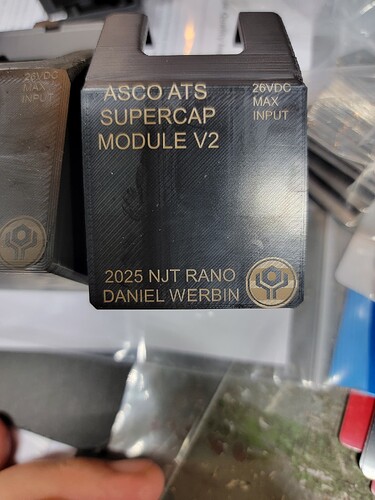 ASCO ATS
SUPERCAP
MODULE V2
26VDC
MAX
INPUT
2025 NJT RANO
DANIEL WERBIN
26VDC
MAX
INPUT